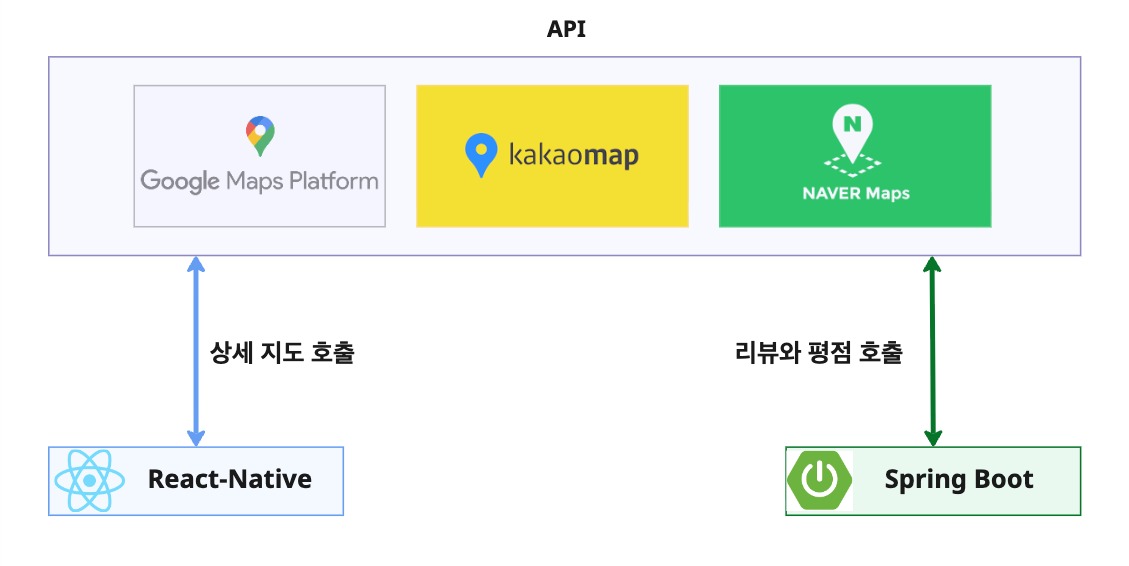 API
Google Maps Platform
kakaomap
N
NAVER Maps
상세 지도 호출
리뷰와 평점 호출
React-Native
Spring Boot